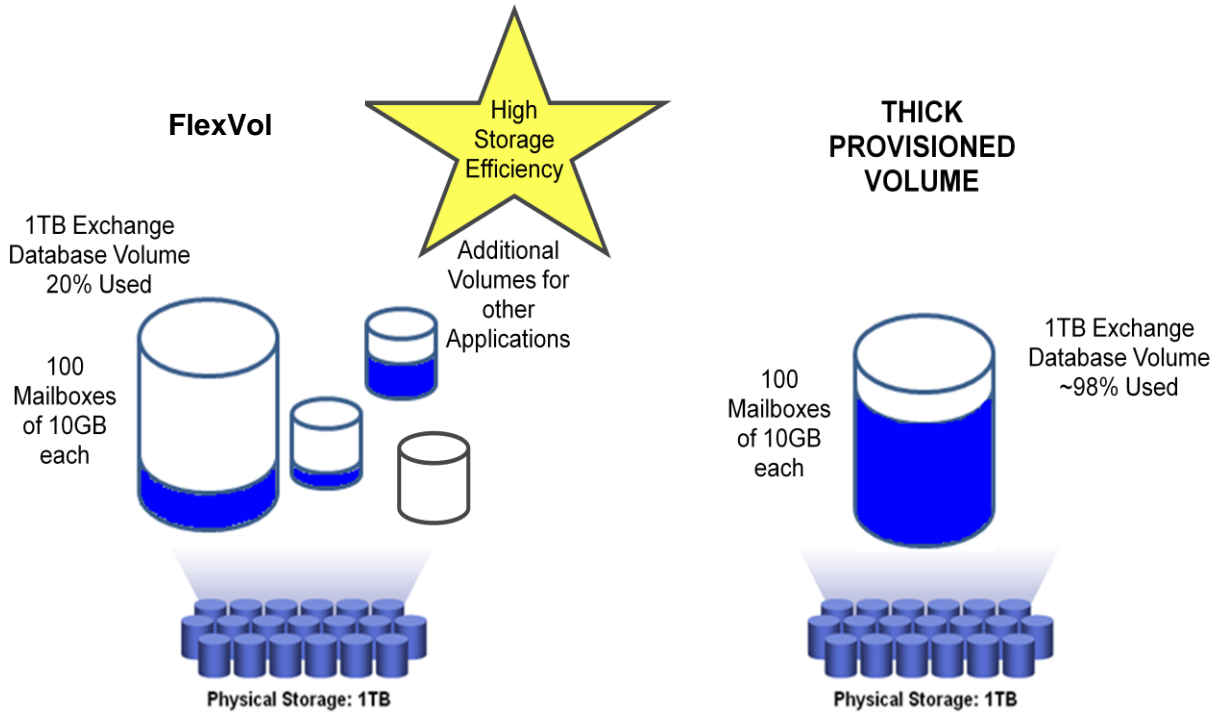 FlexVol
High
Storage
Efficiency
THICK
PROVISIONED
VOLUME
1TB Exchange
Database Volume
20% Used
Additional
Volumes for
other
Applications
100
Mailboxes
of 10GB
each
100
Mailboxes
of 10GB
each
1TB Exchange
Database Volume
~98% Used
Physical Storage: 1TB
Physical Storage: 1TB